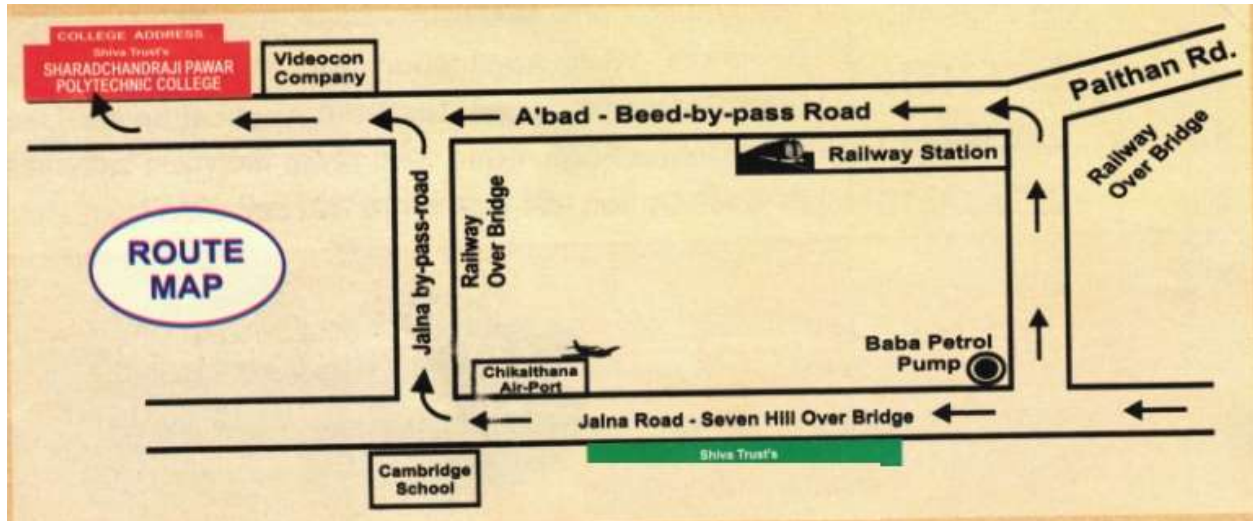 COLLEGE ADDRESS
Shiva Trust's
SHARADCHANDRAJI PAWAR
POLYTECHNIC COLLEGE
Videocon
Company
A'bad - Beed-by-pass Road
Paithan Rd.
Railway Station
Railway
Over Bridge
ROUTE
MAP
Jalna by-pass-road
Railway
Over Bridge
Chikalthana
Air-Port
Baba Petrol
Pump
Jalna Road - Seven Hill Over Bridge
Shiva Trust's
Cambridge
School